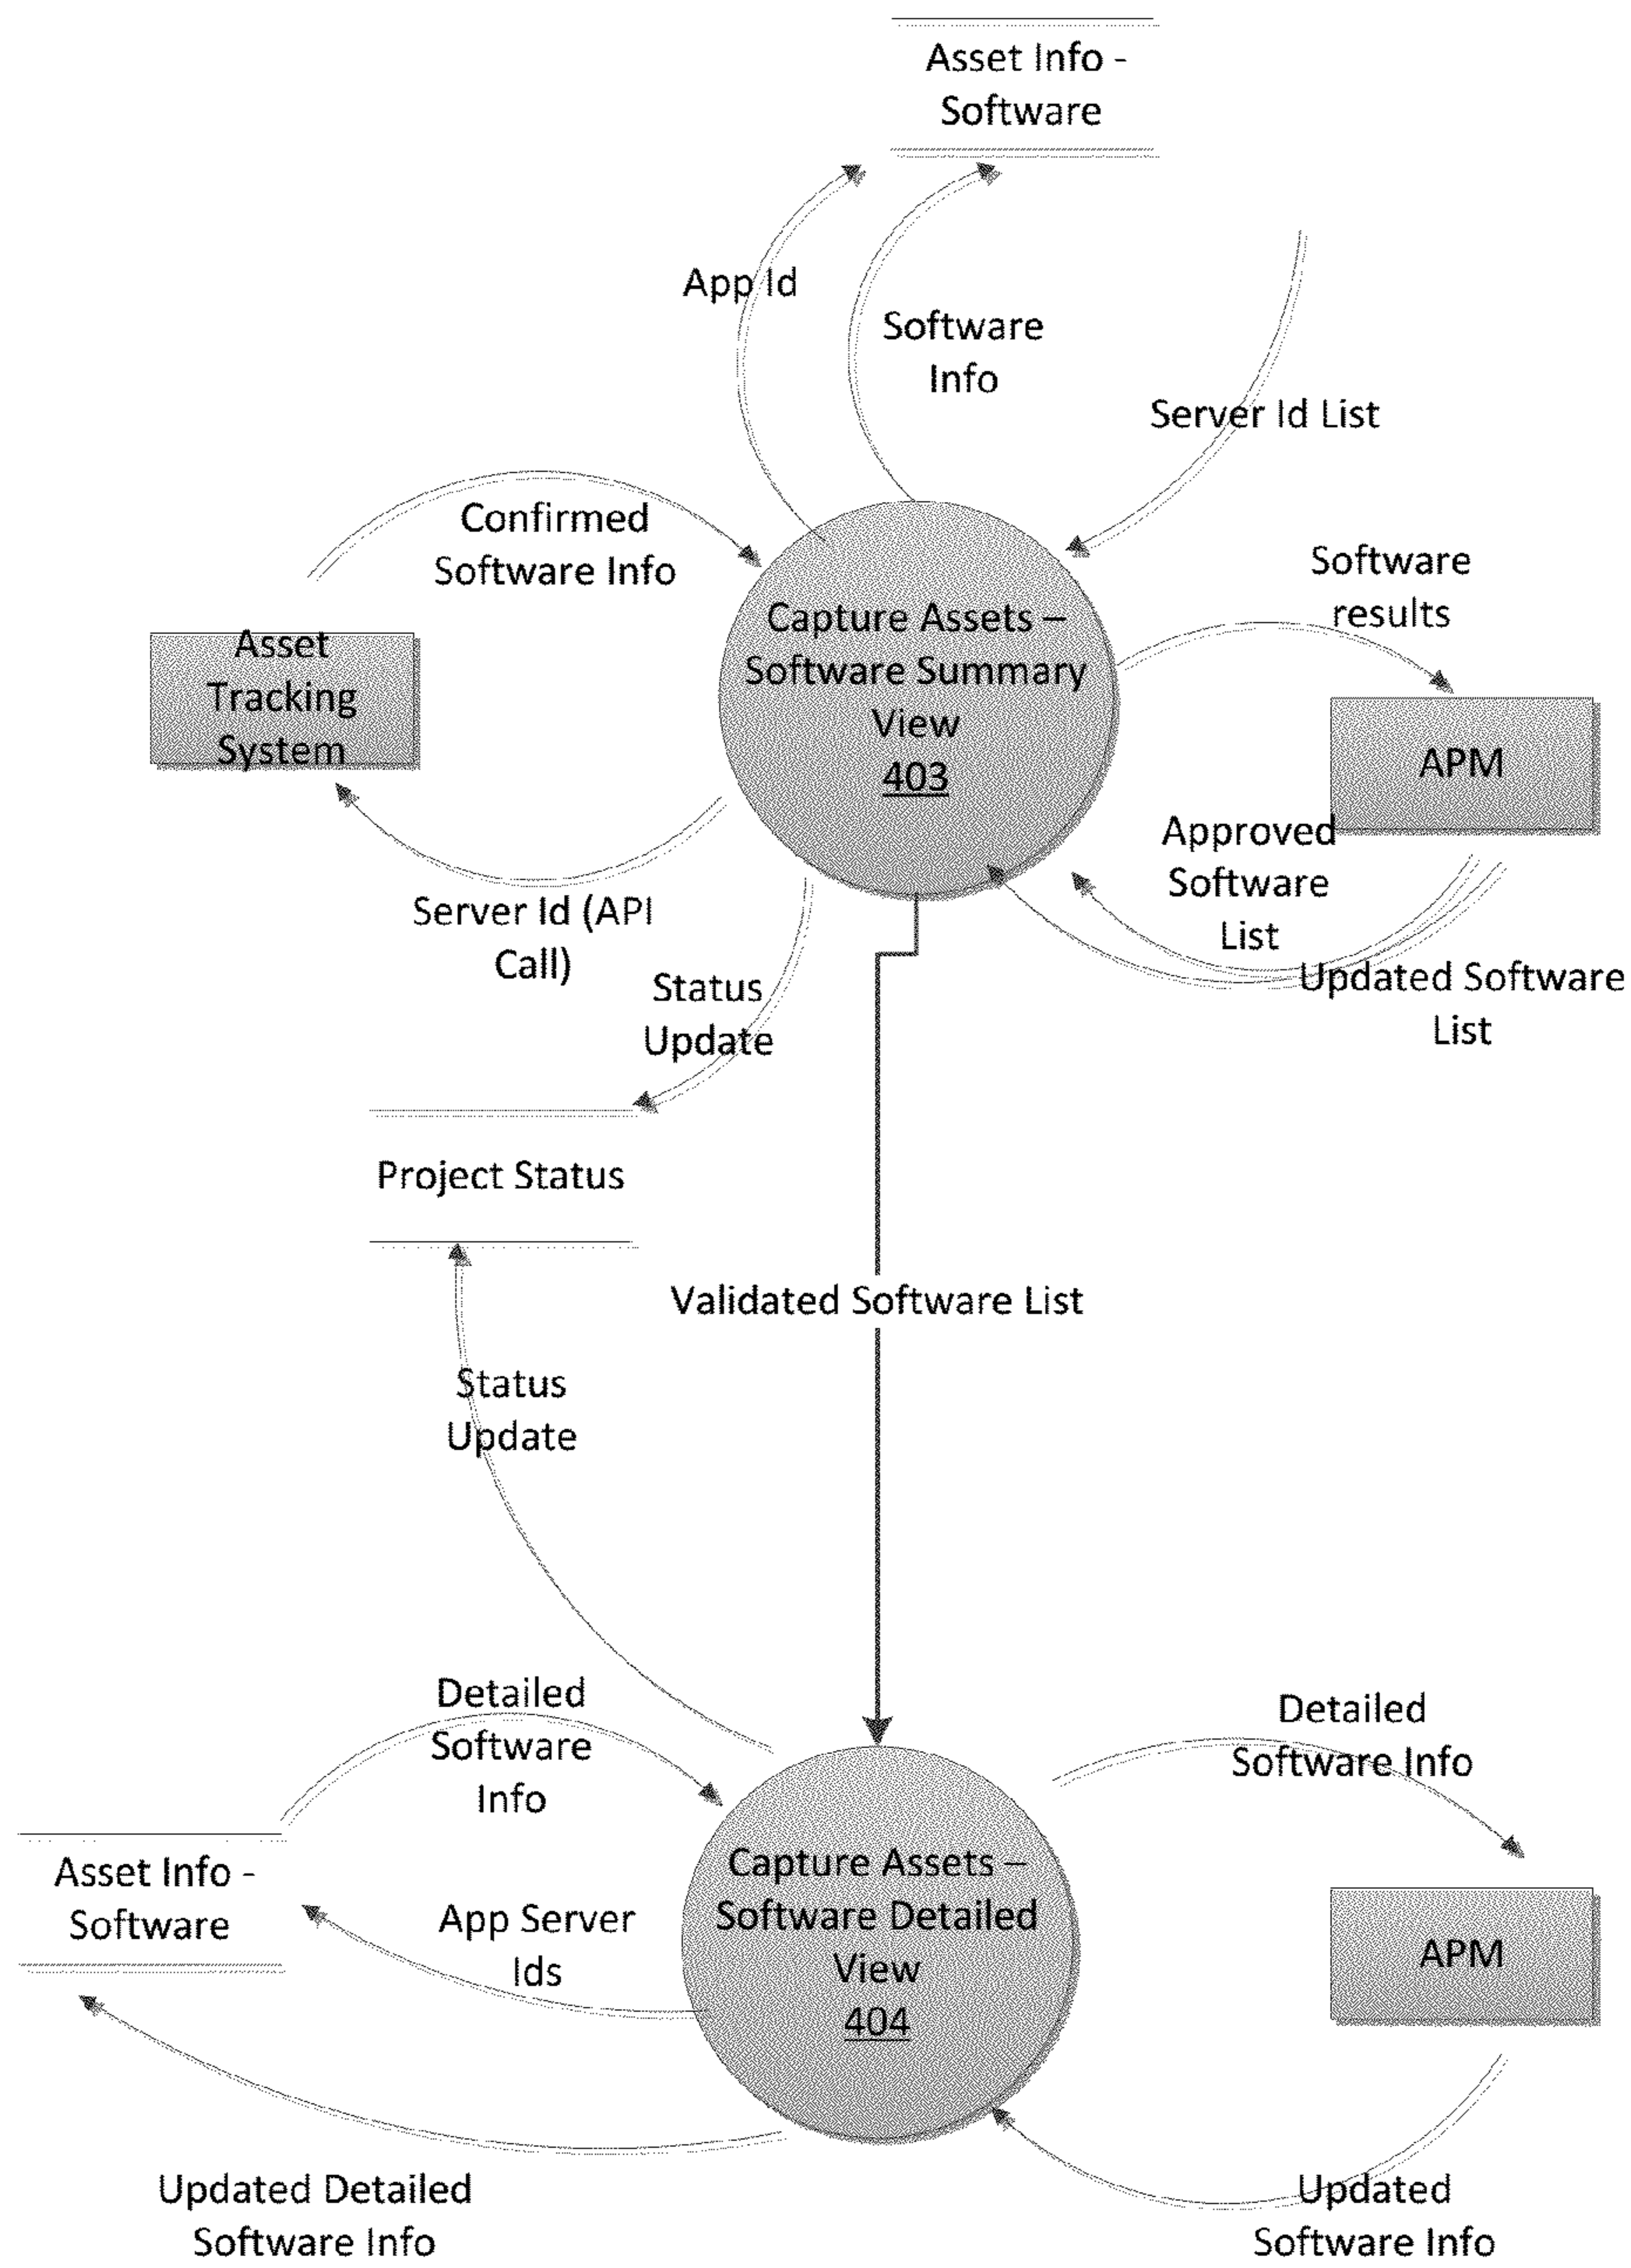 Asset Info -
Software
App Id
Software
Info
Server Id List
Confirmed
Software Info
Software
results
Asset
Tracking
System
Capture Assets –
Software Summary
View
403
APM
Approved
Software
List
Server Id (API
Call)
Status
Update
Updated Software
List
Project Status
Validated Software List
Status
Update
Detailed
Software
Info
Detailed
Software Info
Asset Info -
Software
App Server
Ids
Capture Assets –
Software Detailed
View
404
APM
Updated Detailed
Software Info
Updated
Software Info